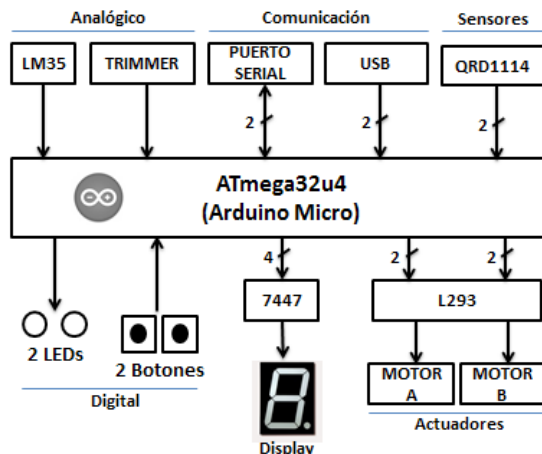 Analógico
Comunicación
Sensores
LM35
TRIMMER
PUERTO
SERIAL
USB
QRD1114
2
2
2
ATmega32u4
(Arduino Micro)
4
2
2
7447
L293
2 LEDs
2 Botones
MOTOR
A
MOTOR
B
Digital
Display
Actuadores